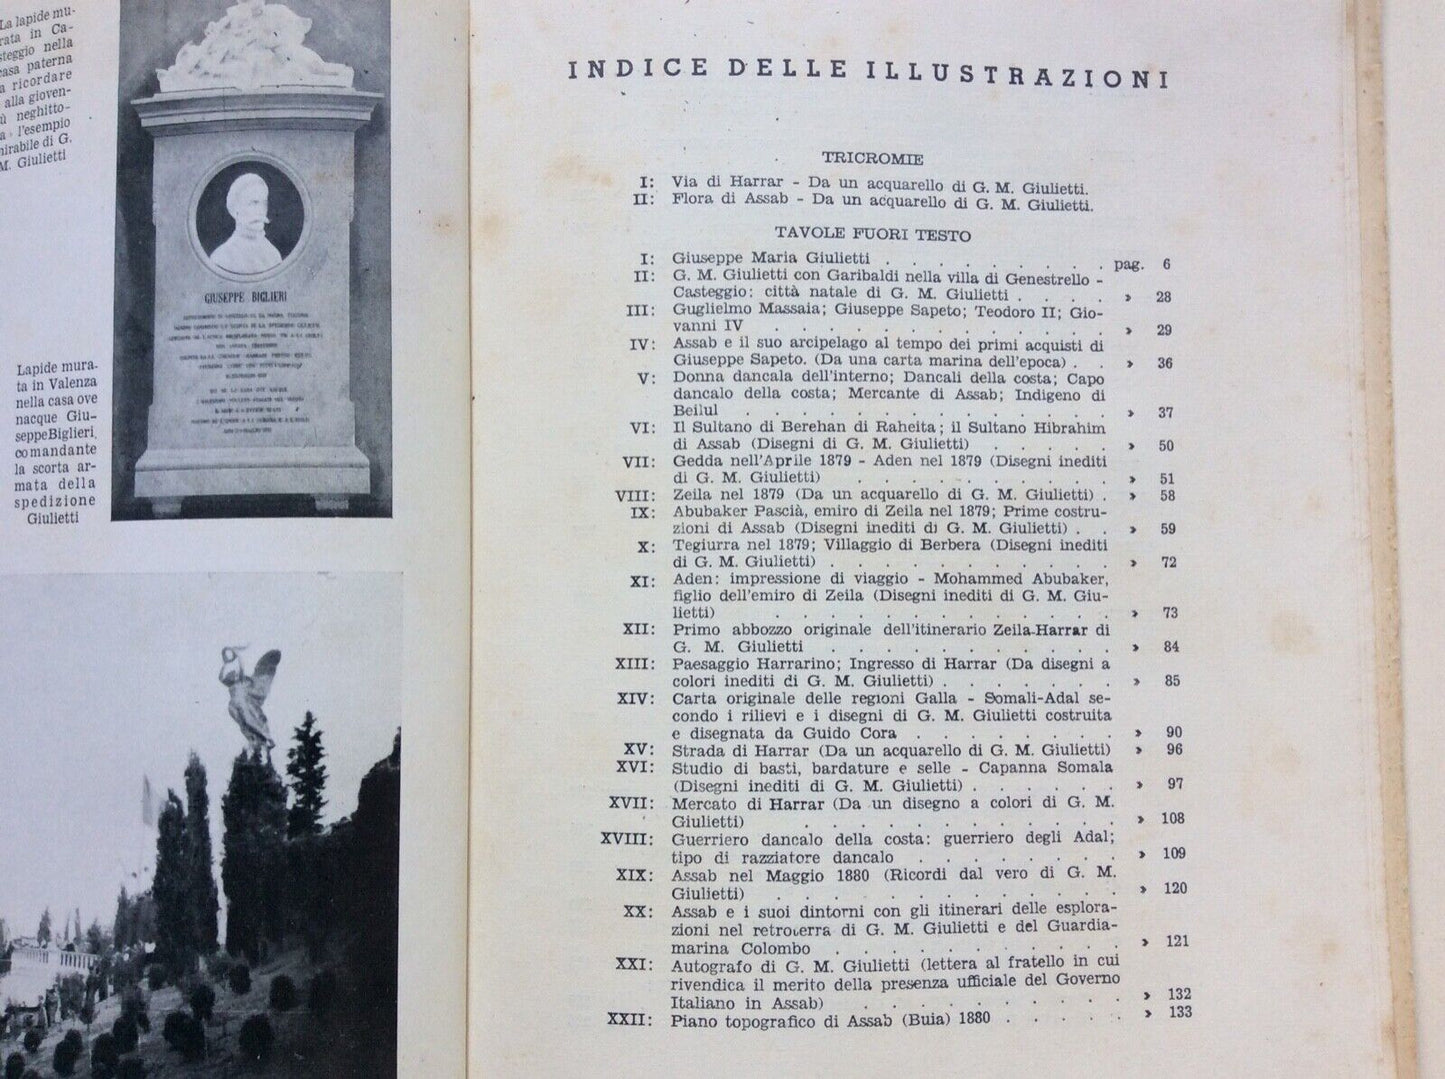 La lapide mu-
rata in Ca-
steggio nella
casa paterna
a ricordare
alla gioven-
ù neghitto-
a l'esempio
mirabile di G.
M. Giulietti
GIUSEPPE BIGLIERI
Lapide mura-
ta in Valenza
nella casa ove
nacque Giu-
seppe Biglieri,
comandante
la scorta ar-
mata della
spedizione
Giulietti
INDICE DELLE ILLUSTRAZIONI
TRICROMIE
I: Via di Harrar - Da un acquarello di G. M. Giulietti.
II: Flora di Assab - Da un acquarello di G. M. Giulietti.
TAVOLE FUORI TESTO
I: Giuseppe Maria Giulietti . . . . . . . . . pag. 6
II: G. M. Giulietti con Garibaldi nella villa di Genestrello -
Casteggio: città natale di G. M. Giulietti . . . . » 28
III: Guglielmo Massaia; Giuseppe Sapeto; Teodoro II; Gio-
vanni IV . . . . . . . . . . . . » 29
IV: Assab e il suo arcipelago al tempo dei primi acquisti di
Giuseppe Sapeto. (Da una carta marina dell'epoca) . . » 36
V: Donna dancala dell'interno; Dancali della costa; Capo
dancalo della costa; Mercante di Assab; Indigeno di
Beilul . . . . . . . . . . . . . » 37
VI: Il Sultano di Berehan di Raheita; il Sultano Hibrahim
di Assab (Disegni di G. M. Giulietti) . . . . . » 50
VII: Gedda nell'Aprile 1879 - Aden nel 1879 (Disegni inediti
di G. M. Giulietti) . . . . . . . . . » 51
VIII: Zeila nel 1879 (Da un acquarello di G. M. Giulietti) . » 58
IX: Abubaker Pascià, emiro di Zeila nel 1879; Prime costru-
zioni di Assab (Disegni inediti di G. M. Giulietti) . . » 59
X: Tegiurra nel 1879; Villaggio di Berbera (Disegni inediti
di G. M. Giulietti) . . . . . . . . . . » 72
XI: Aden: impressione di viaggio - Mohammed Abubaker,
figlio dell'emiro di Zeila (Disegni inediti di G. M. Giu-
lietti) . . . . . . . . . . . . » 73
XII: Primo abbozzo originale dell'itinerario Zeila-Harrar di
G. M. Giulietti . . . . . . . . . . » 84
XIII: Paesaggio Harrarino; Ingresso di Harrar (Da disegni a
colori inediti di G. M. Giulietti) . . . . . . . » 85
XIV: Carta originale delle regioni Galla - Somali-Adal se-
condo i rilievi e i disegni di G. M. Giulietti costruita
e disegnata da Guido Cora . . . . . . . » 90
XV: Strada di Harrar (Da un acquarello di G. M. Giulietti) » 96
XVI: Studio di basti, bardature e selle - Capanna Somala
(Disegni inediti di G. M. Giulietti) . . . . . . » 97
XVII: Mercato di Harrar (Da un disegno a colori di G. M.
Giulietti) . . . . . . . . . . . » 108
XVIII: Guerriero dancalo della costa: guerriero degli Adal;
tipo di razziatore dancalo . . . . . . . . » 109
XIX: Assab nel Maggio 1880 (Ricordi dal vero di G. M.
Giulietti) . . . . . . . . . . . . » 120
XX: Assab e i suoi dintorni con gli itinerari delle esplora-
zioni nel retroterra di G. M. Giulietti e del Guardia-
marina Colombo . . . . . . . . . . » 121
XXI: Autografo di G. M. Giulietti (lettera al fratello in cui
rivendica il merito della presenza ufficiale del Governo
Italiano in Assab) . . . . . . . . . » 132
XXII: Piano topografico di Assab (Buia) 1880 . . . . . » 133